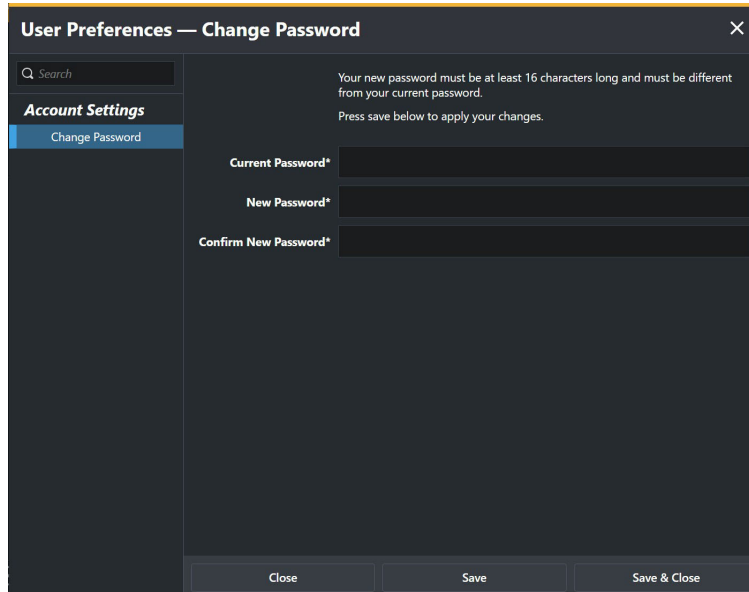 User Preferences — Change Password
Search
Account Settings
Change Password
Your new password must be at least 16 characters long and must be different
from your current password.
Press save below to apply your changes.
Current Password*
New Password*
Confirm New Password*
Close
Save
Save & Close